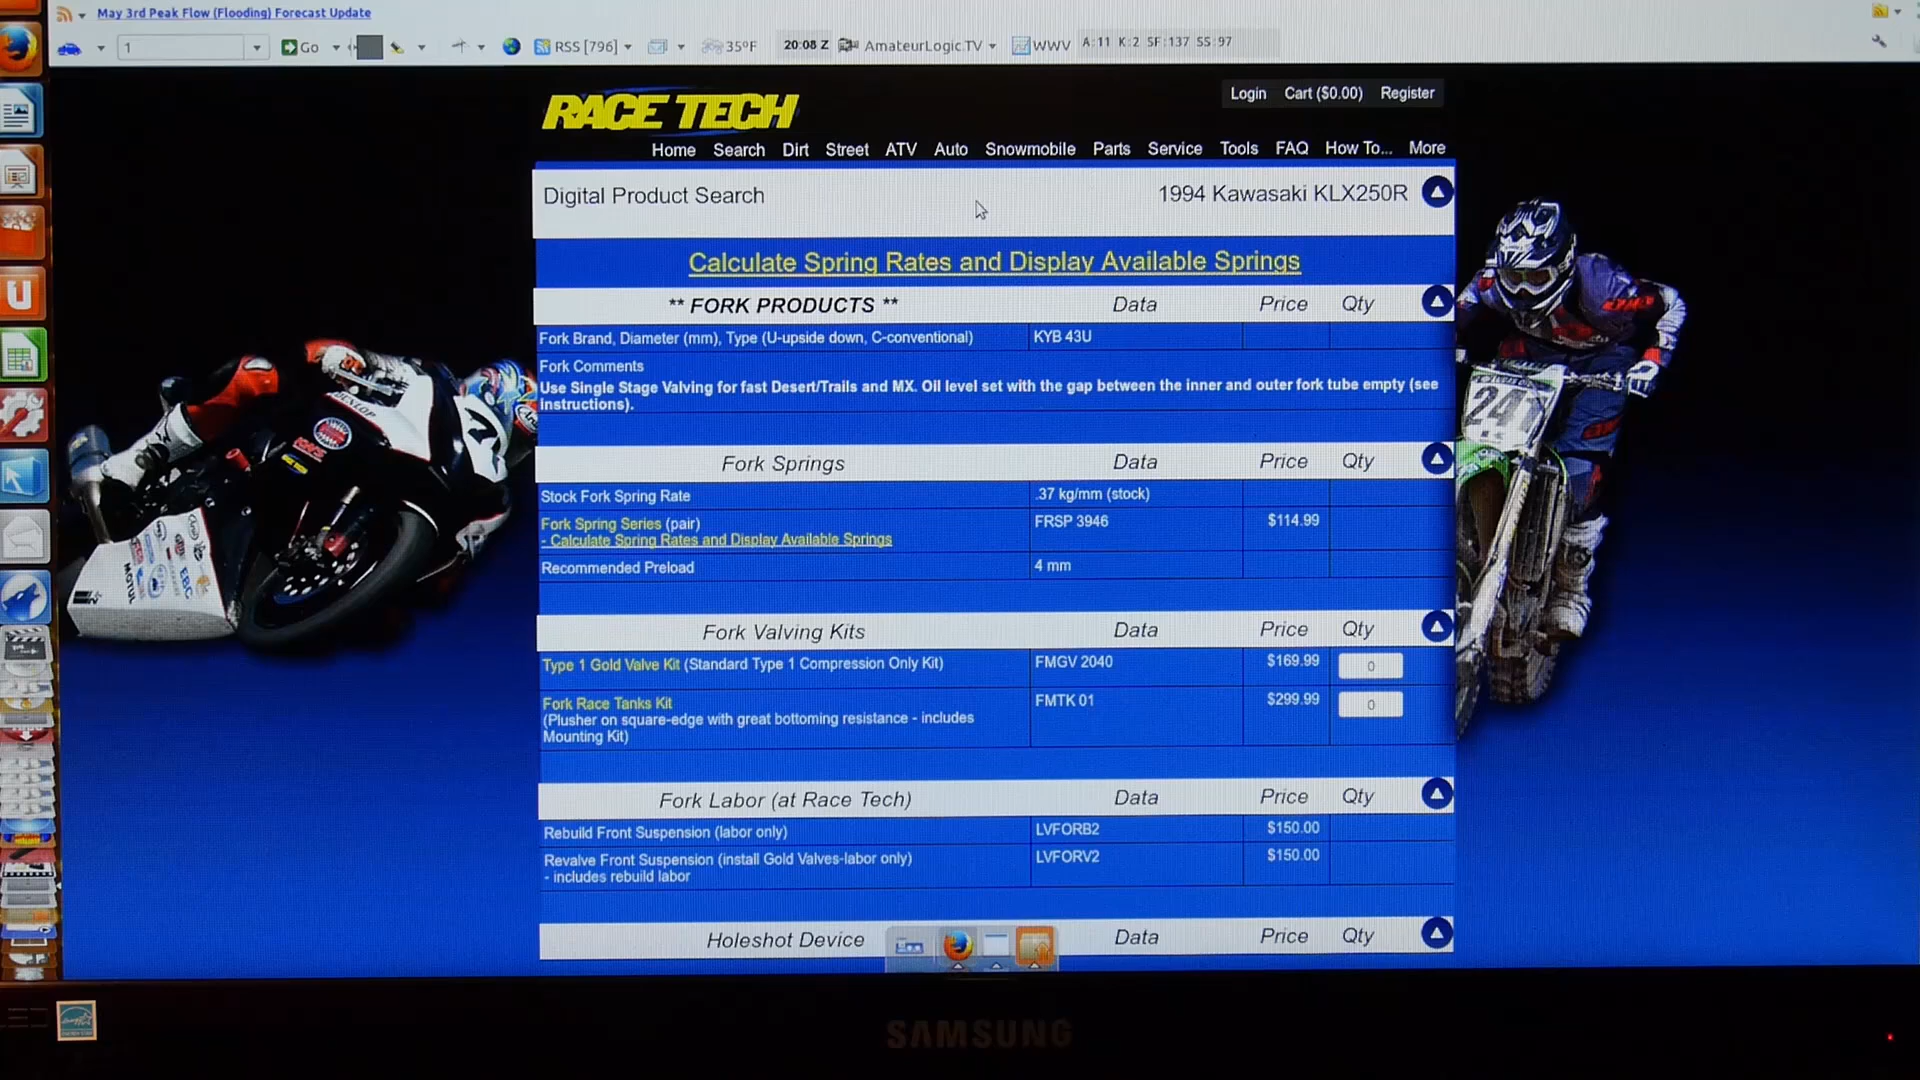 May 3rd Peak Flow (Flooding) Forecast Update
1 Go RSS [796] 35°F 20:08 Z AmateurLogic.TV WWV A:11 K:2 SF:137 SS:97
RACE TECH
Login Cart ($0.00) Register
Home Search Dirt Street ATV Auto Snowmobile Parts Service Tools FAQ How To... More
Digital Product Search 1994 Kawasaki KLX250R
Calculate Spring Rates and Display Available Springs
** FORK PRODUCTS ** Data Price Qty
Fork Brand, Diameter (mm), Type (U-upside down, C-conventional) KYB 43U
Fork Comments
Use Single Stage Valving for fast Desert/Trails and MX. Oil level set with the gap between the inner and outer fork tube empty (see
instructions).
Fork Springs Data Price Qty
Stock Fork Spring Rate .37 kg/mm (stock)
Fork Spring Series (pair) FRSP 3946 $114.99
- Calculate Spring Rates and Display Available Springs
Recommended Preload 4 mm
Fork Valving Kits Data Price Qty
Type 1 Gold Valve Kit (Standard Type 1 Compression Only Kit) FMGV 2040 $169.99 0
Fork Race Tanks Kit FMTK 01 $299.99 0
(Plusher on square-edge with great bottoming resistance - includes
Mounting Kit)
Fork Labor (at Race Tech) Data Price Qty
Rebuild Front Suspension (labor only) LVFORB2 $150.00
Revalve Front Suspension (install Gold Valves-labor only) LVFORV2 $150.00
- includes rebuild labor
Holeshot Device Data Price Qty
DUNLOP
7
MOTUL
EBC
241
SAMSUNG